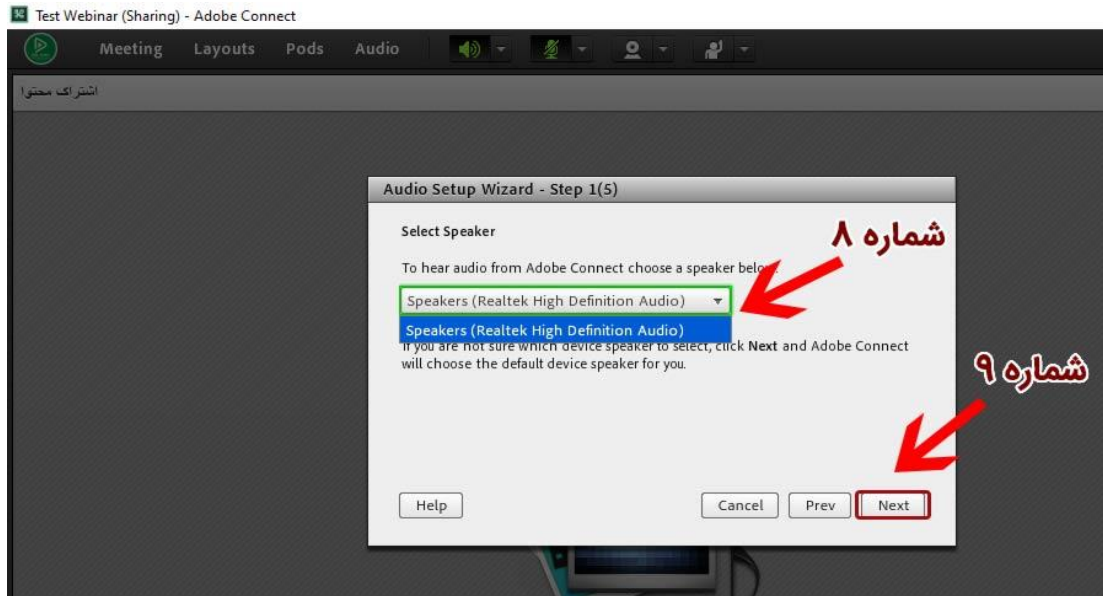 Test Webinar (Sharing) - Adobe Connect
Meeting Layouts Pods Audio
اشتراک محتوا
Audio Setup Wizard - Step 1(5)
Select Speaker
شماره ۸
To hear audio from Adobe Connect choose a speaker below.
Speakers (Realtek High Definition Audio)
Speakers (Realtek High Definition Audio)
If you are not sure which device speaker to select, click Next and Adobe Connect
will choose the default device speaker for you.
شماره ۹
Help Cancel Prev Next